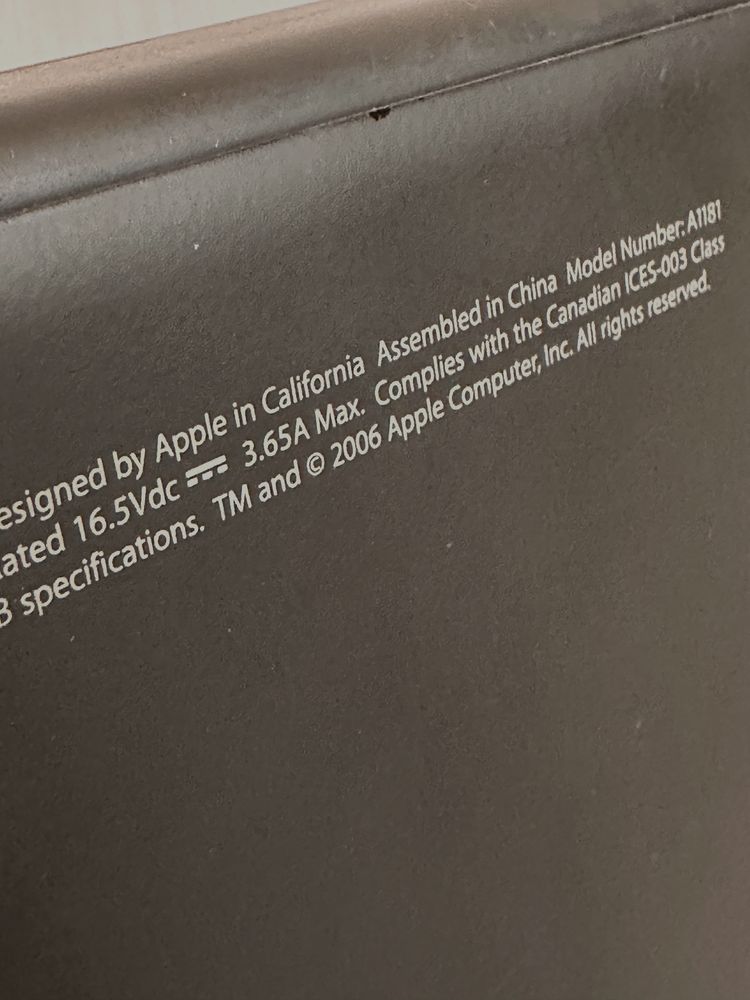 esigned by Apple in California Assembled in China Model Number: A1181
ated 16.5Vdc ⎓ 3.65A Max. Complies with the Canadian ICES-003 Class
B specifications. TM and © 2006 Apple Computer, Inc. All rights reserved.